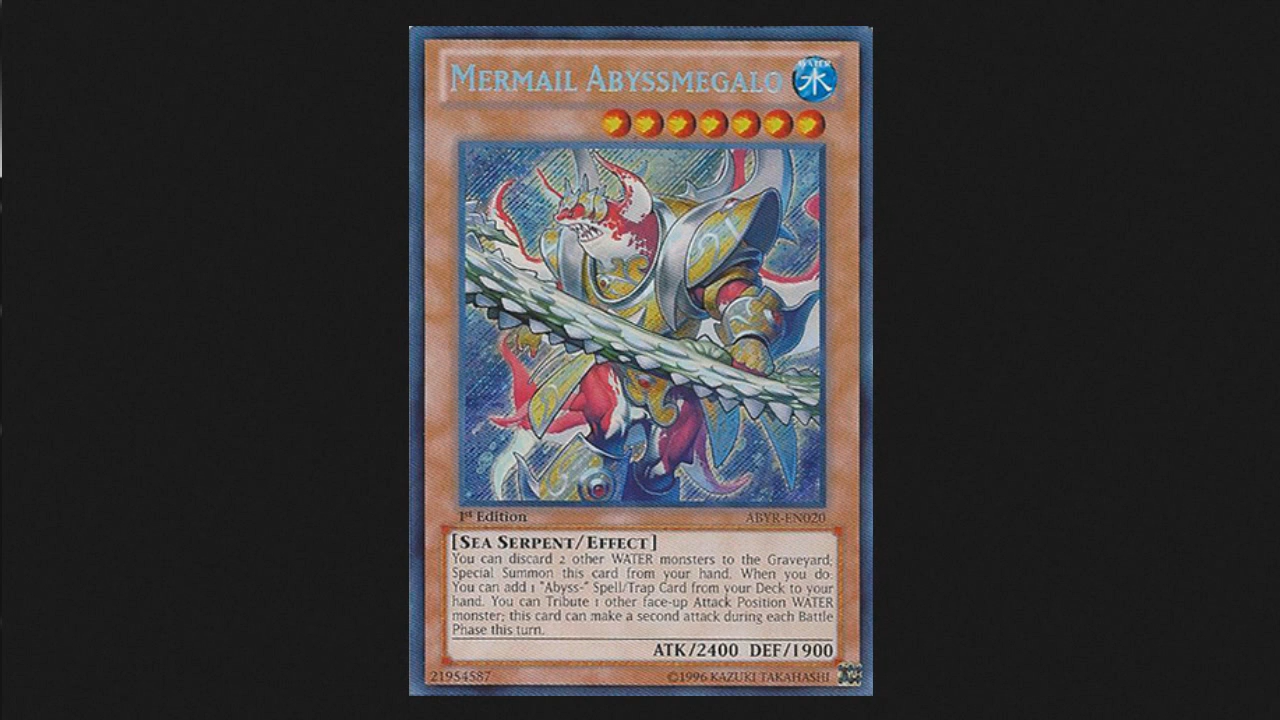 Mermail Abyssmegalo
WATER
水
1st Edition
ABYR-EN020
[Sea Serpent/Effect]
You can discard 2 other WATER monsters to the Graveyard;
Special Summon this card from your hand. When you do:
You can add 1 "Abyss-" Spell/Trap Card from your Deck to your
hand. You can Tribute 1 other face-up Attack Position WATER
monster; this card can make a second attack during each Battle
Phase this turn.
ATK/2400 DEF/1900
21954587
©1996 KAZUKI TAKAHASHI